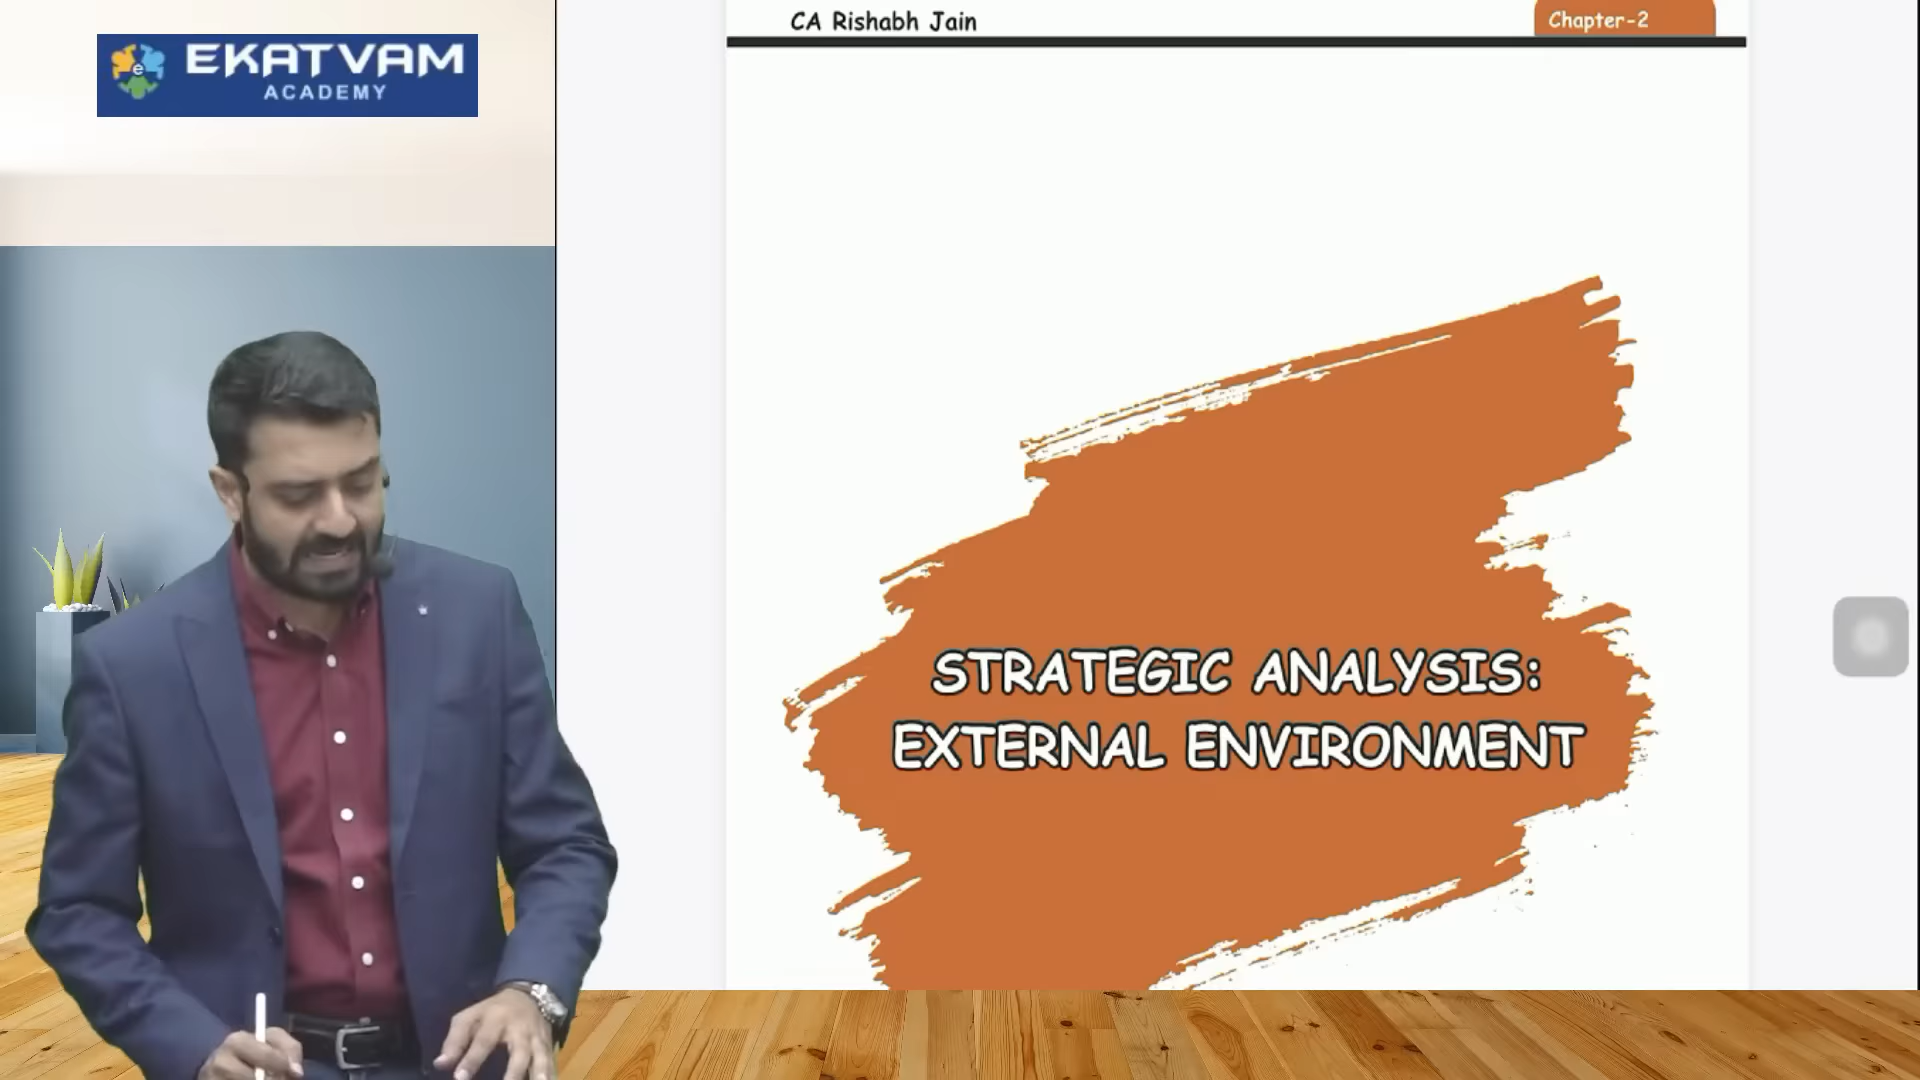 EKATVAM
ACADEMY
CA Rishabh Jain
Chapter-2
STRATEGIC ANALYSIS:
EXTERNAL ENVIRONMENT